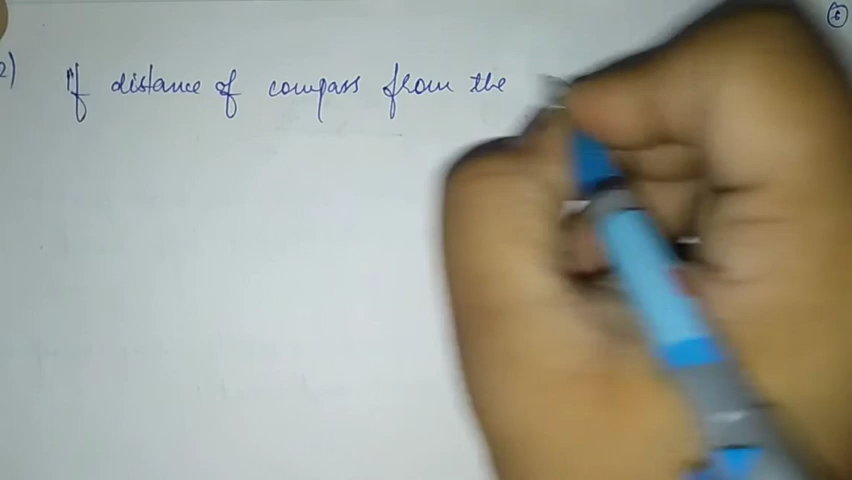 2) If distance of compass from the